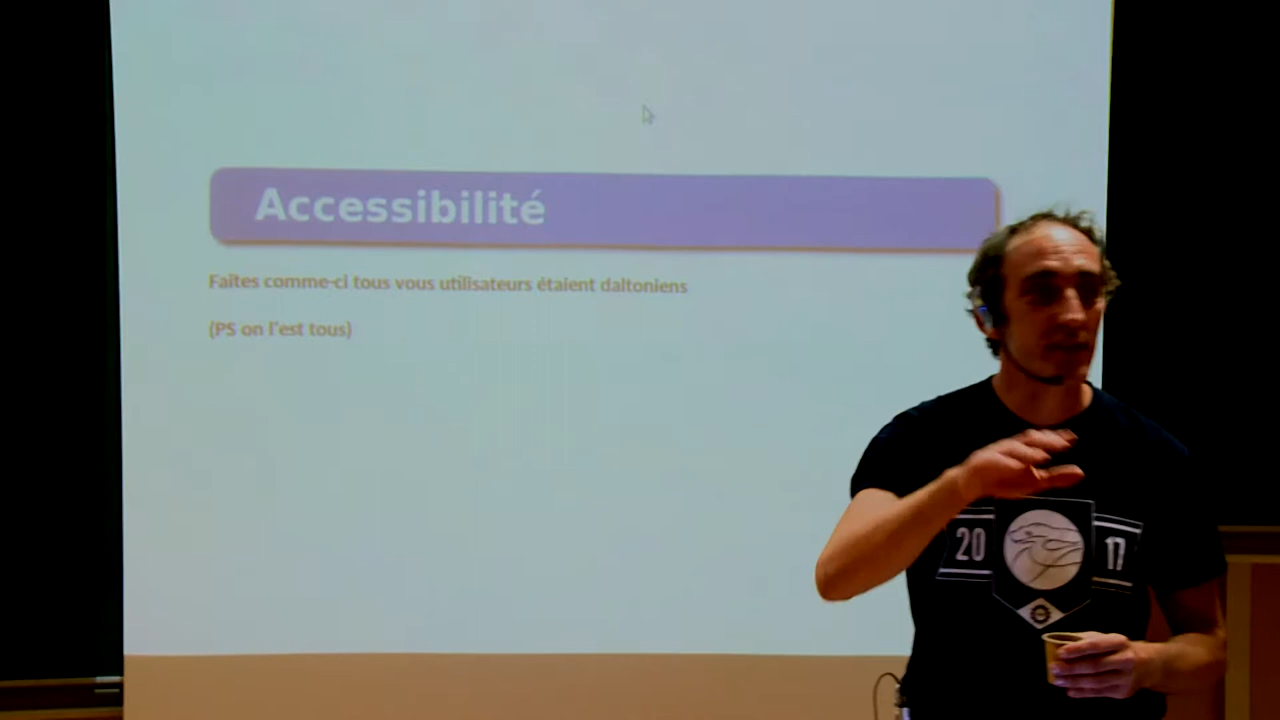 Accessibilité
Faites comme-ci tous vous utilisateurs étaient daltoniens
(PS on l'est tous)
20 17